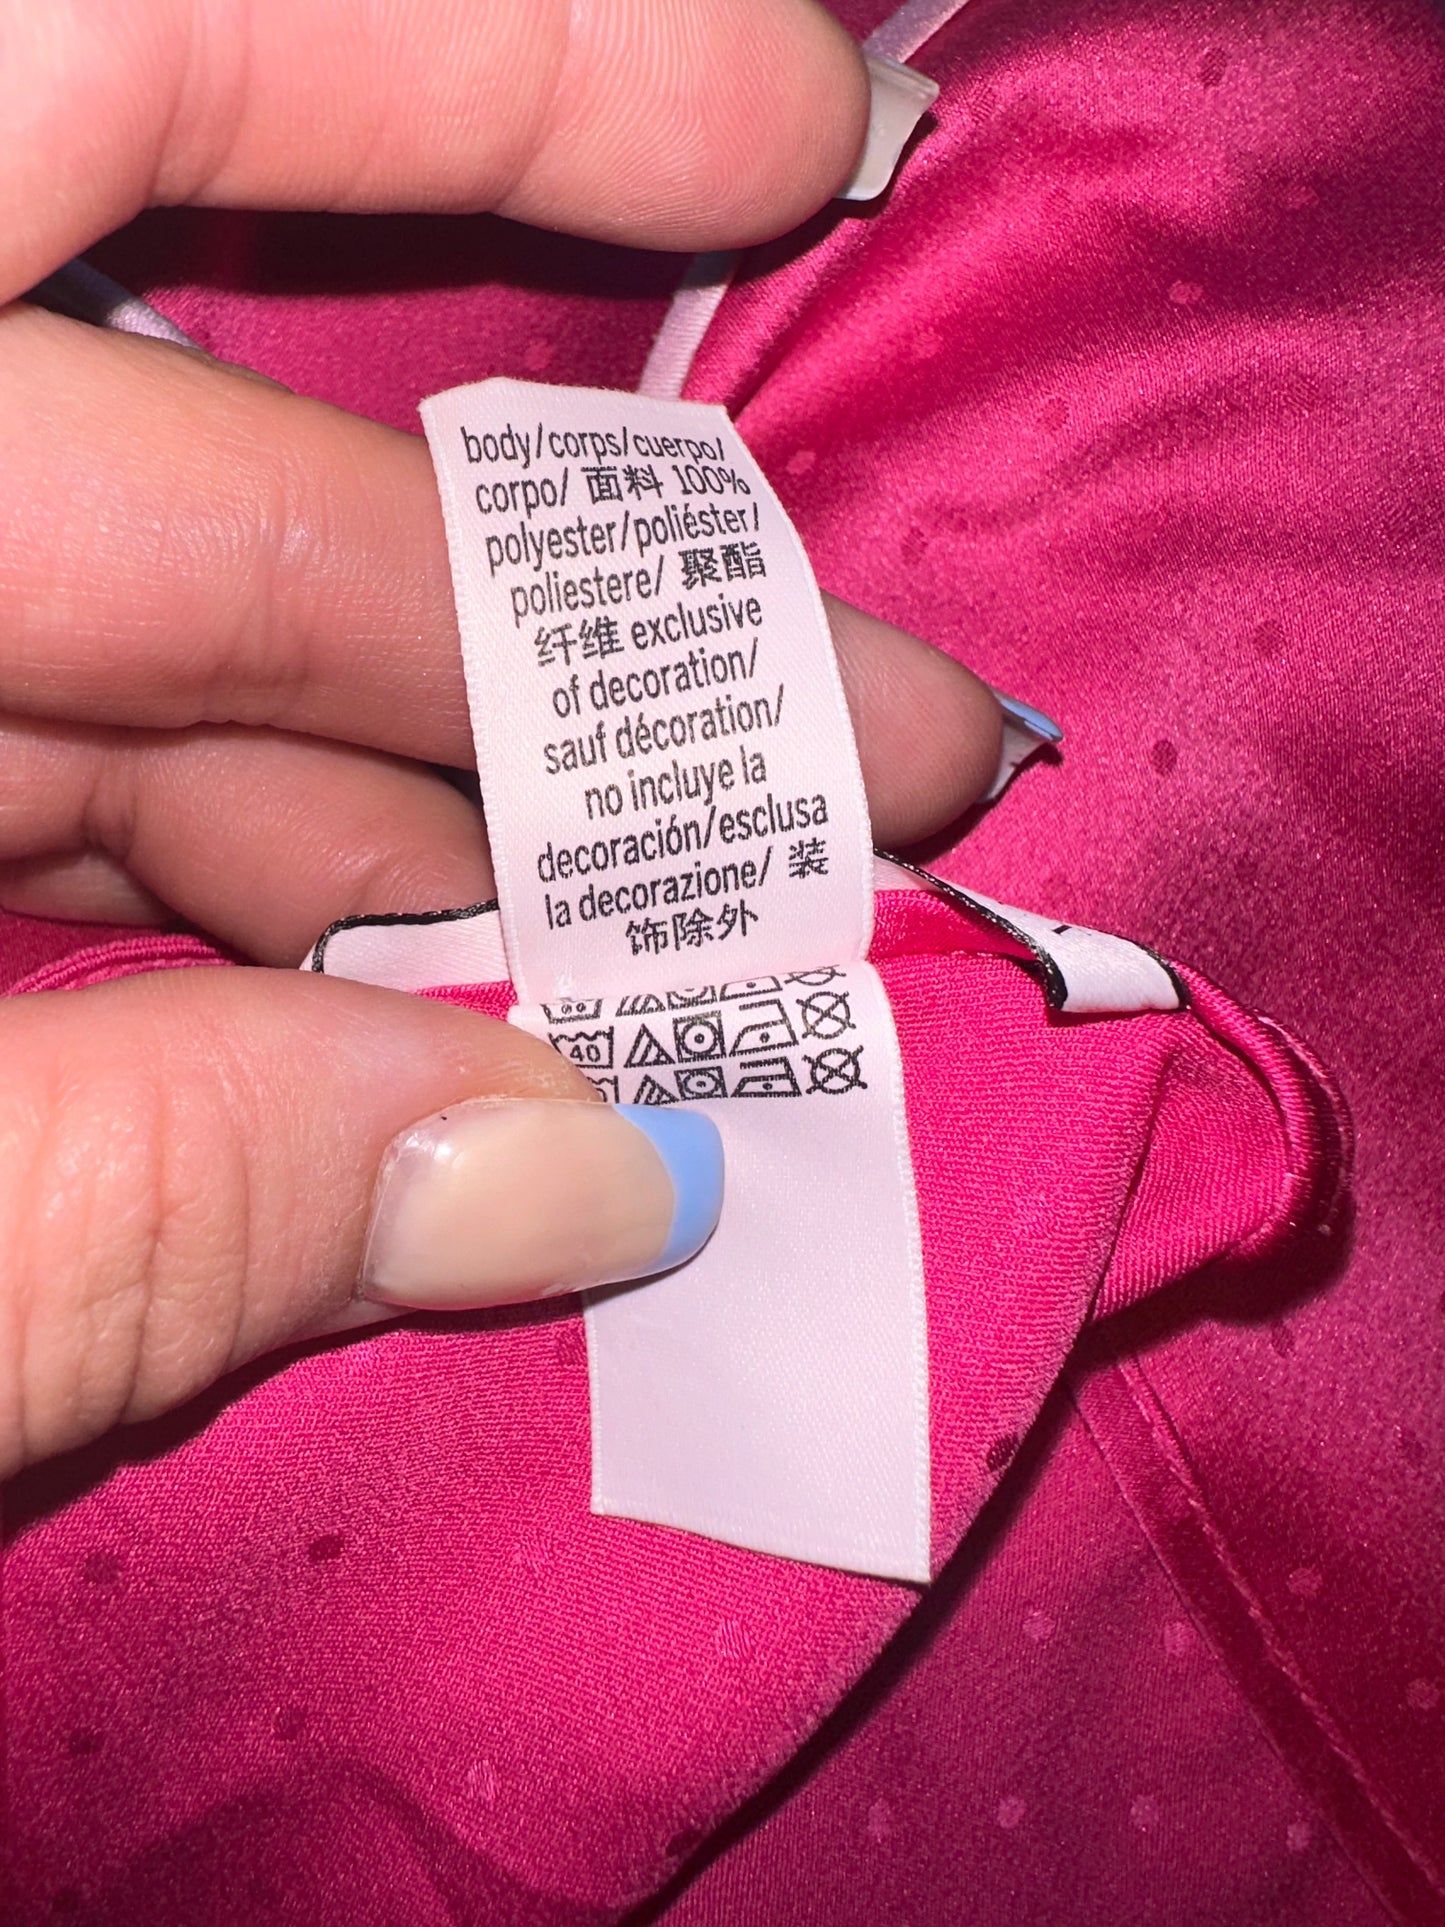 body/corps/cuerpo/
corpo/ 面料 100%
polyester/poliéster/
poliestere/ 聚酯
纤维 exclusive
of decoration/
sauf décoration/
no incluye la
decoración/esclusa
la decorazione/ 装
饰除外
40